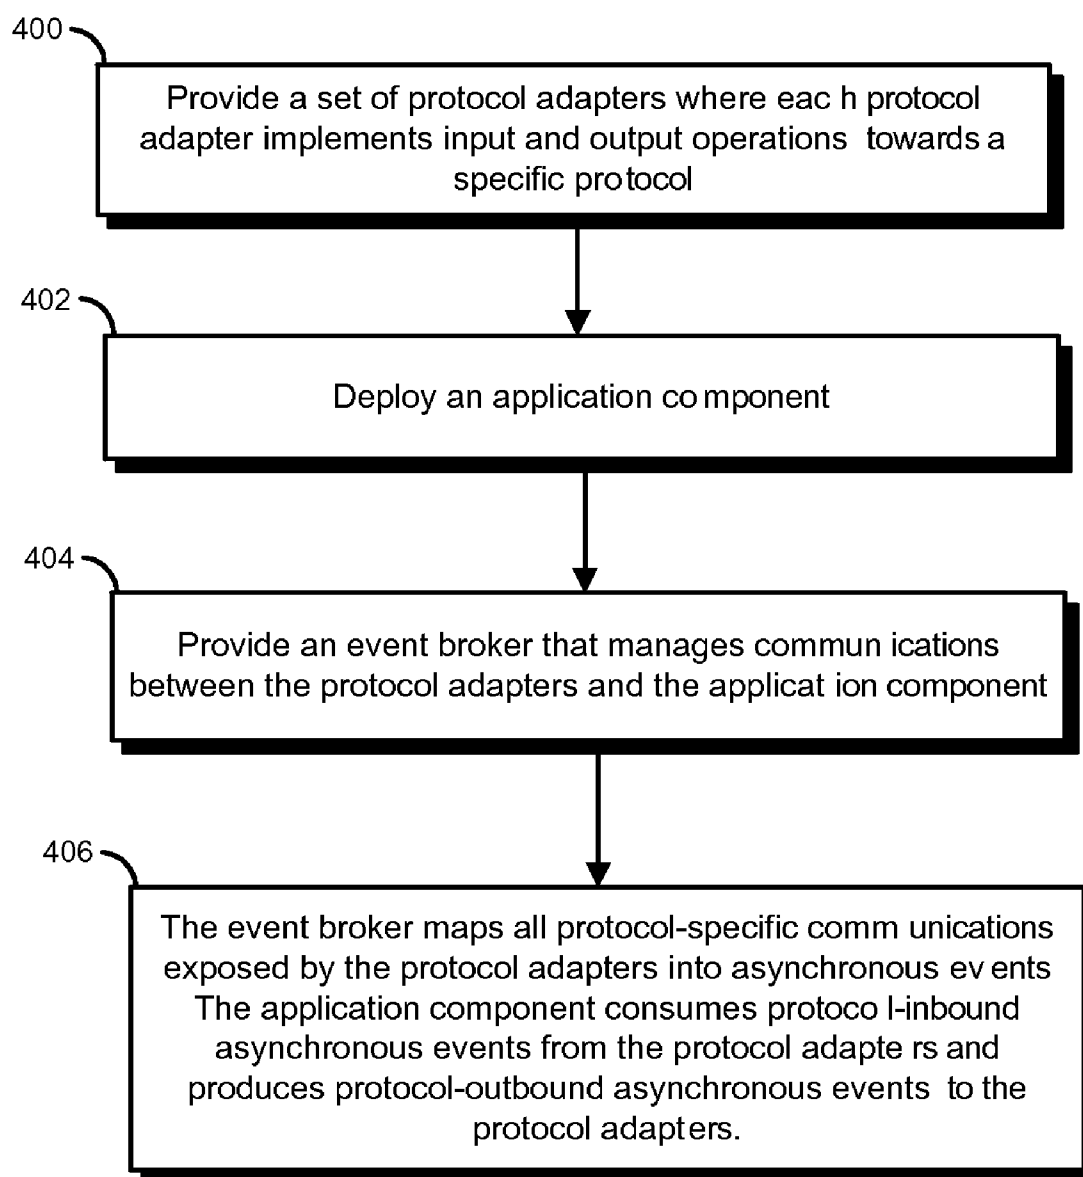 400
Provide a set of protocol adapters where eac h protocol
adapter implements input and output operations towards a
specific protocol
402
Deploy an application component
404
Provide an event broker that manages commun ications
between the protocol adapters and the applicat ion component
406
The event broker maps all protocol-specific comm unications
exposed by the protocol adapters into asynchronous events
The application component consumes protoco l-inbound
asynchronous events from the protocol adapte rs and
produces protocol-outbound asynchronous events to the
protocol adapters.